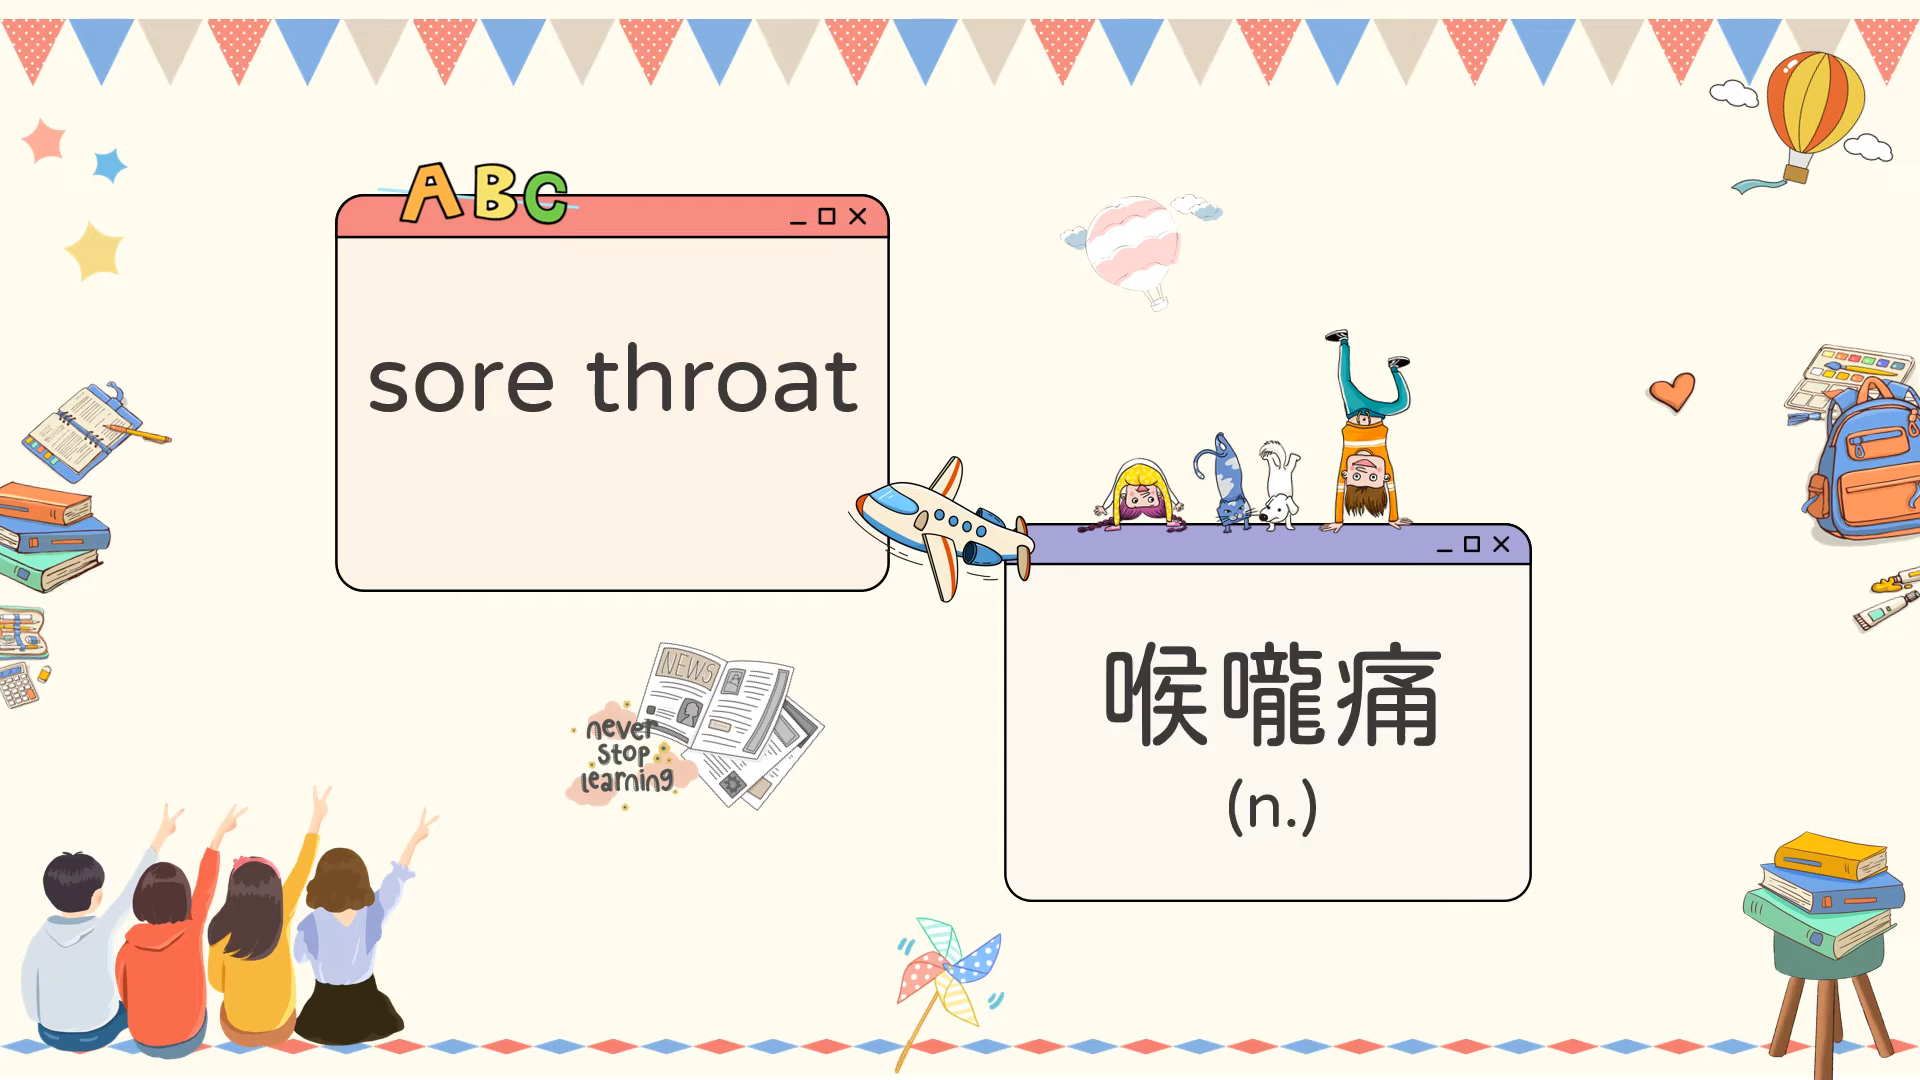 ABC
sore throat
喉嚨痛
(n.)
NEWS
never
stop
learning